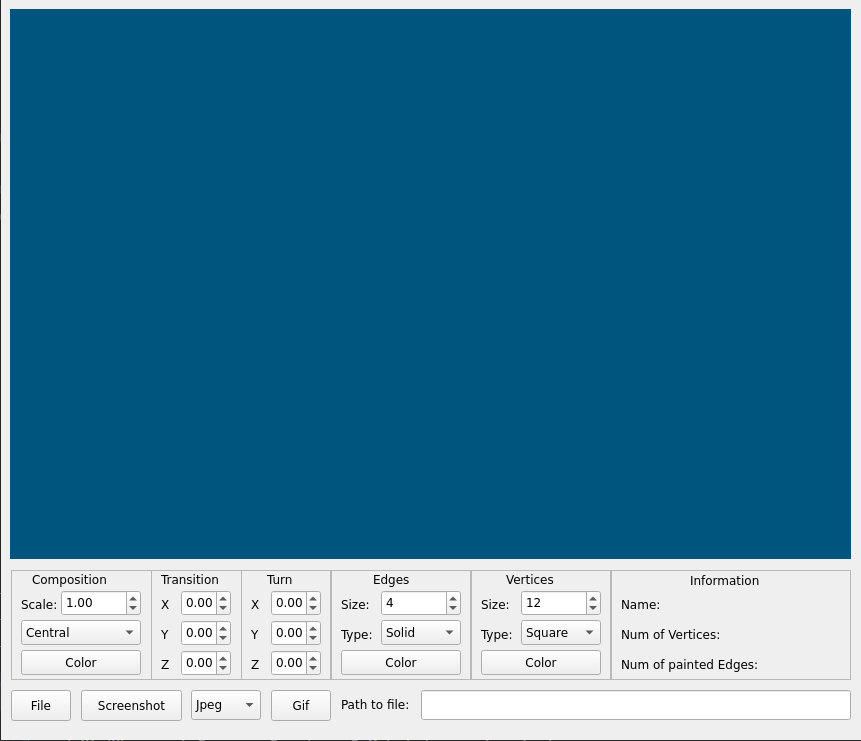 Composition Transition Turn Edges Vertices Information
Scale: 1.00 X 0.00 X 0.00 Size: 4 Size: 12 Name:
Central Y 0.00 Y 0.00 Type: Solid Type: Square Num of Vertices:
Color Z 0.00 Z 0.00 Color Color Num of painted Edges:
File Screenshot Jpeg Gif Path to file: